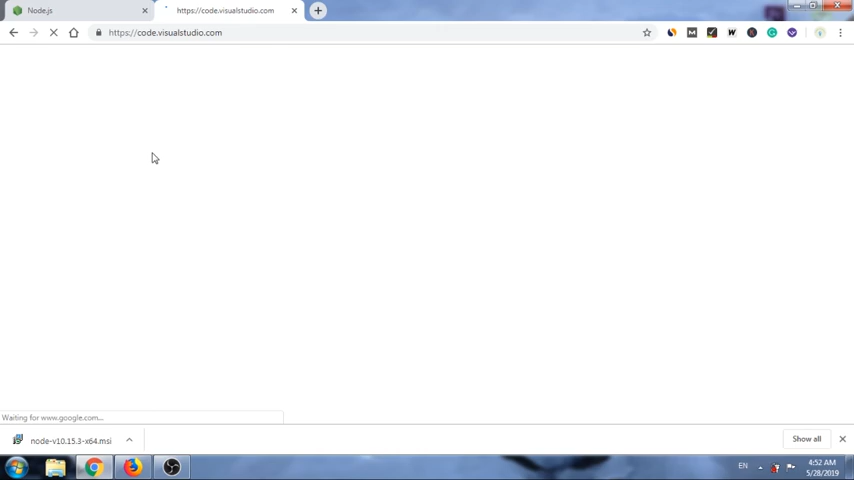 Node.js
https://code.visualstudio.com
https://code.visualstudio.com
Waiting for www.google.com...
node-v10.15.3-x64.msi
Show all
EN
4:52 AM
5/28/2019